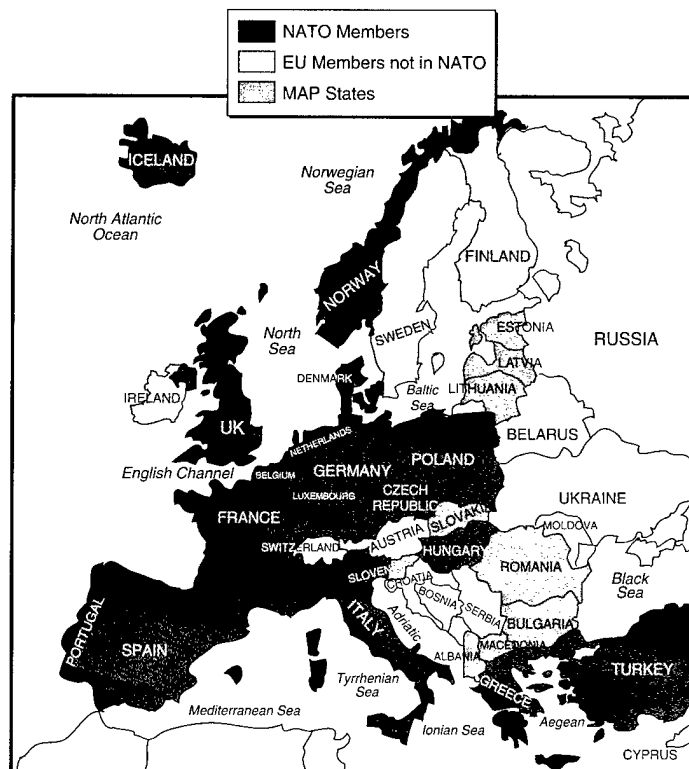 NATO Members
EU Members not in NATO
MAP States
ICELAND
Norwegian
Sea
North Atlantic
Ocean
FINLAND
NORWAY
SWEDEN
North
Sea
ESTONIA
RUSSIA
LATVIA
DENMARK
Baltic
Sea
LITHUANIA
IRELAND
UK
BELARUS
NETHERLANDS
English Channel
BELGIUM
GERMANY
POLAND
LUXEMBOURG
CZECH
REPUBLIC
UKRAINE
FRANCE
SLOVAKI
MOLDOVA
AUSTRIA
SWITZERLAND
HUNGARY
ROMANIA
SLOVEN
CROATIA
Black
Sea
BOSNIA
SERBIA
PORTUGAL
SPAIN
ITALY
Adriatic
BULGARIA
MACEDONIA
ALBANIA
TURKEY
Tyrrhenian
Sea
GREECE
Mediterranean Sea
Ionian Sea
Aegean
CYPRUS